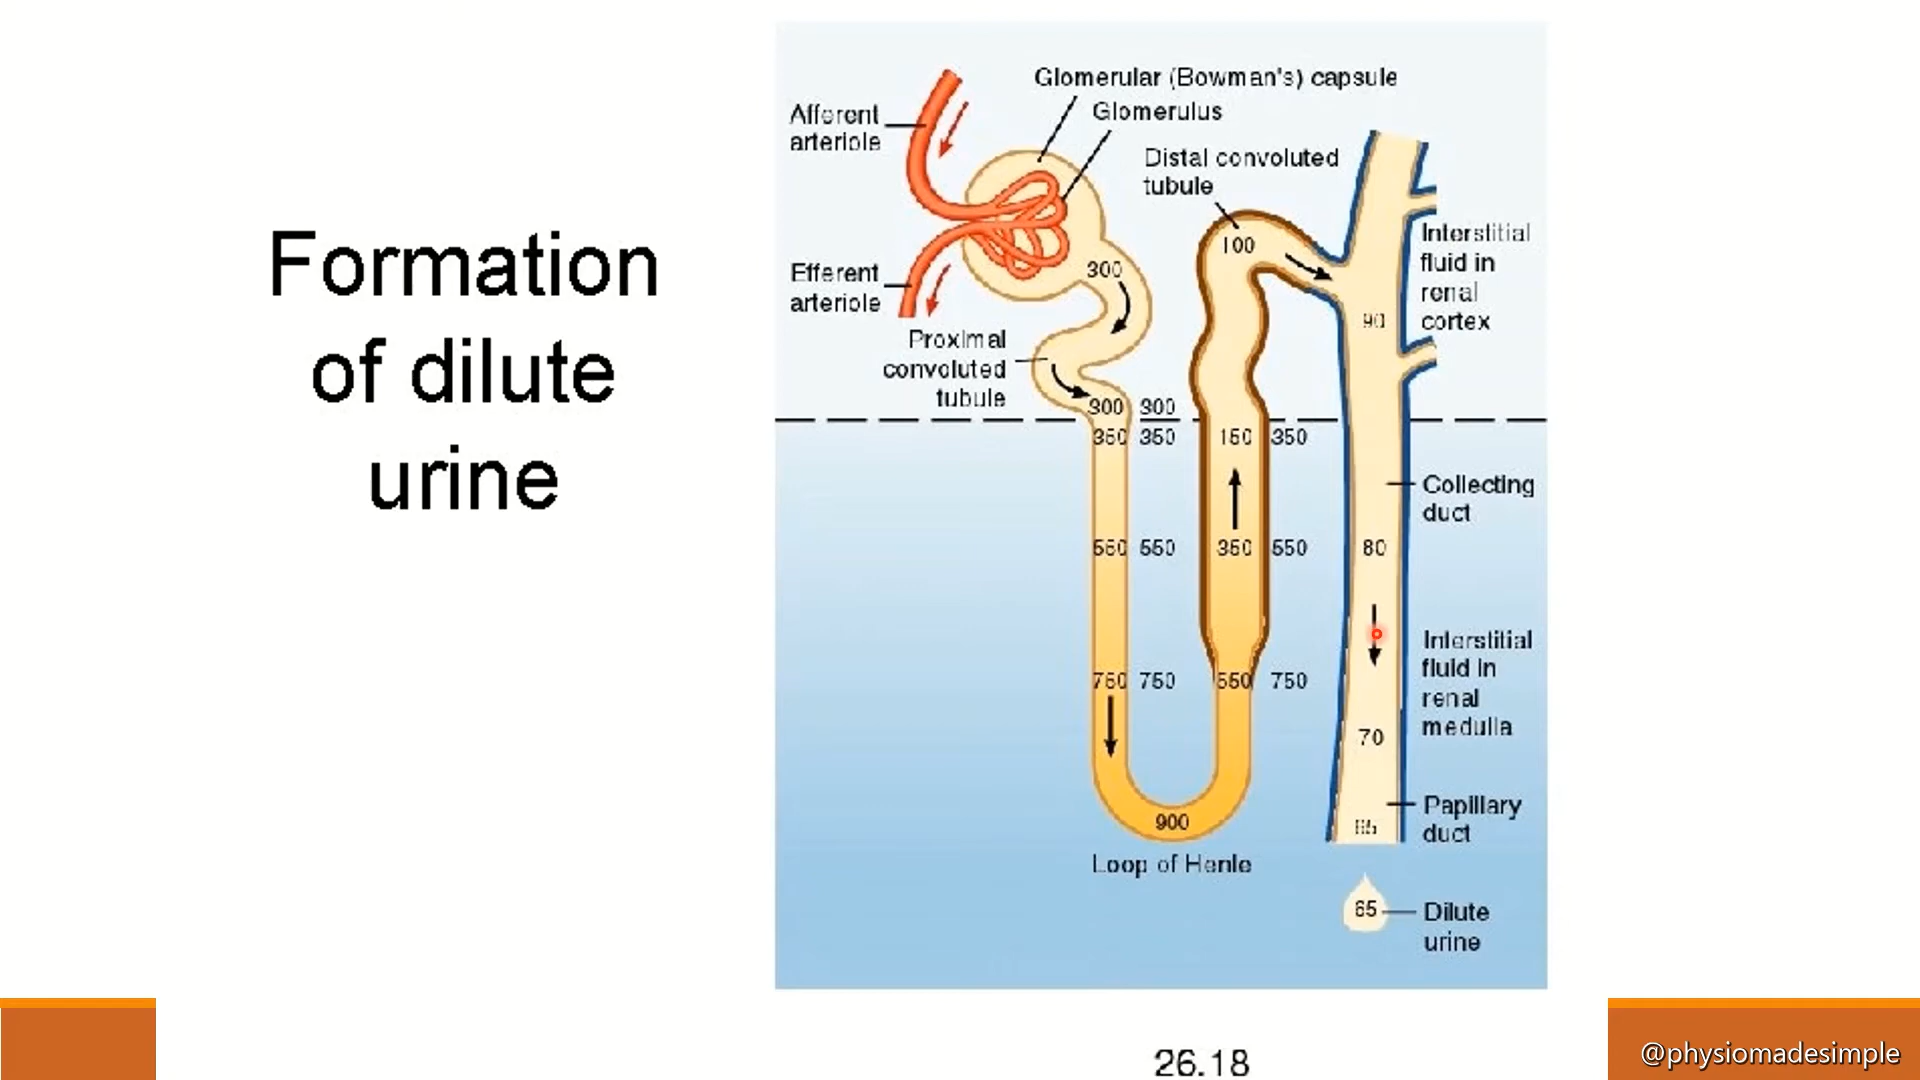 Formation
of dilute
urine
Glomerular (Bowman's) capsule
Glomerulus
Afferent
arteriole
Distal convoluted
tubule
Efferent
arteriole
Proximal
convoluted
tubule
Interstitial
fluid in
renal
cortex
300
100
90
300 300
350 350 150 350
Collecting
duct
550 550 350 550 80
Interstitial
fluid in
renal
medulla
750 750 550 750
70
Papillary
duct
900
65
Loop of Henle
65
Dilute
urine
26.18
@physiomadesimple